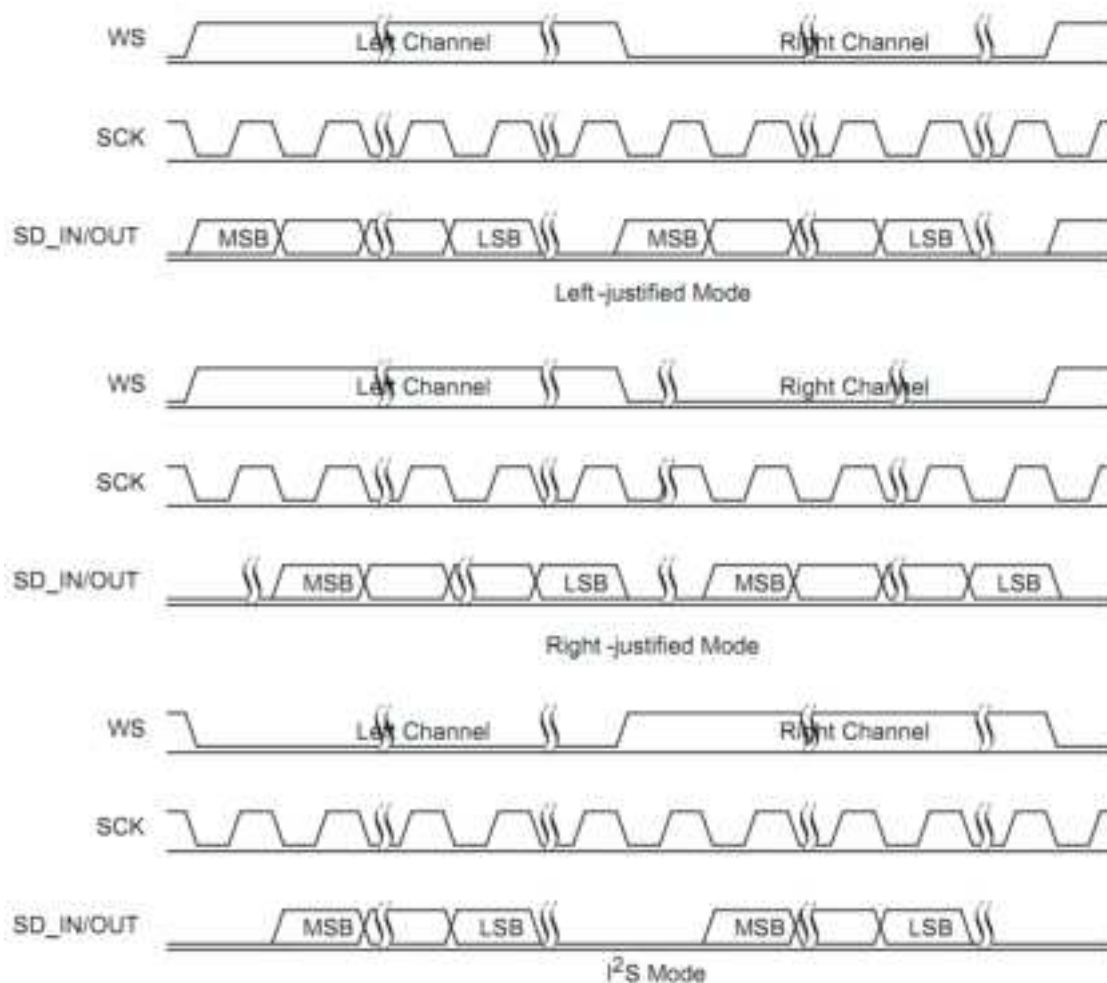 WS
Left Channel
Right Channel
SCK
SD_IN/OUT
MSB
LSB
MSB
LSB
Left-justified Mode
WS
Left Channel
Right Channel
SCK
SD_IN/OUT
MSB
LSB
MSB
LSB
Right-justified Mode
WS
Left Channel
Right Channel
SCK
SD_IN/OUT
MSB
LSB
MSB
LSB
I²S Mode